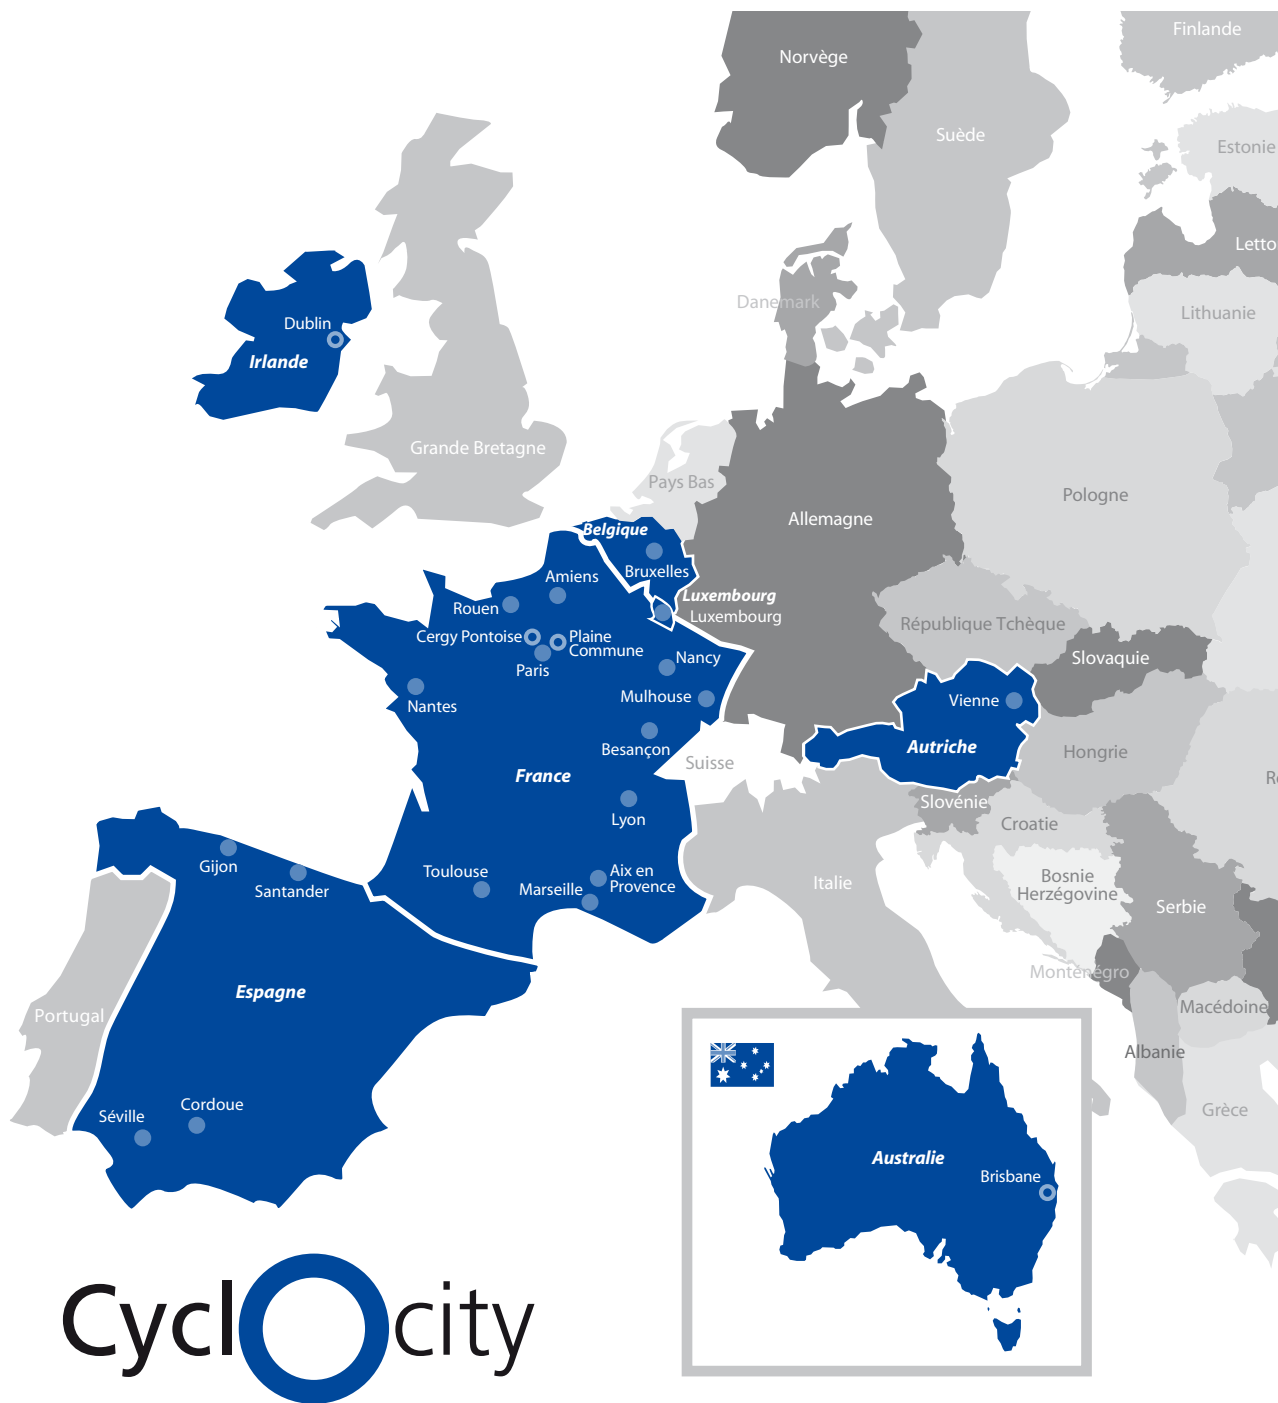 Finlande
Norvège
Suède
Estonie
Letto
Danemark
Lithuanie
Dublin
Irlande
Grande Bretagne
Pays Bas
Pologne
Allemagne
Belgique
Bruxelles
Amiens
Luxembourg
Luxembourg
Rouen
République Tchèque
Cergy Pontoise
Plaine
Commune
Paris
Nancy
Slovaquie
Mulhouse
Nantes
Vienne
Besançon
Autriche
Hongrie
Suisse
France
Slovénie
Lyon
Croatie
Gijon
Toulouse
Aix en
Provence
Santander
Marseille
Italie
Bosnie
Herzégovine
Serbie
Monténégro
Espagne
Macédoine
Portugal
Albanie
Séville
Cordoue
Grèce
Australie
Brisbane
CyclOcity